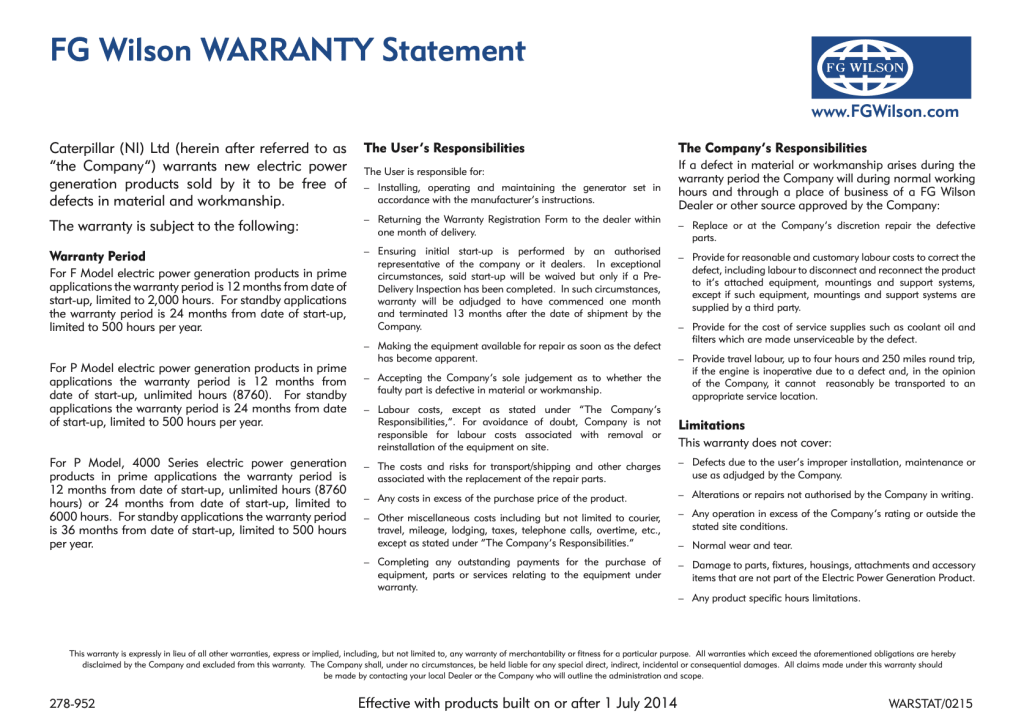 FG Wilson WARRANTY Statement
FG WILSON
www.FGWilson.com
Caterpillar (NI) Ltd (herein after referred to as
“the Company“) warrants new electric power
generation products sold by it to be free of
defects in material and workmanship.
The warranty is subject to the following:
Warranty Period
For F Model electric power generation products in prime
applications the warranty period is 12 months from date of
start-up, limited to 2,000 hours. For standby applications
the warranty period is 24 months from date of start-up,
limited to 500 hours per year.
For P Model electric power generation products in prime
applications the warranty period is 12 months from
date of start-up, unlimited hours (8760). For standby
applications the warranty period is 24 months from date
of start-up, limited to 500 hours per year.
For P Model, 4000 Series electric power generation
products in prime applications the warranty period is
12 months from date of start-up, unlimited hours (8760
hours) or 24 months from date of start-up, limited to
6000 hours. For standby applications the warranty period
is 36 months from date of start-up, limited to 500 hours
per year.
The User’s Responsibilities
The User is responsible for:
– Installing, operating and maintaining the generator set in
accordance with the manufacturer’s instructions.
– Returning the Warranty Registration Form to the dealer within
one month of delivery.
– Ensuring initial start-up is performed by an authorised
representative of the company or it dealers. In exceptional
circumstances, said start-up will be waived but only if a Pre-
Delivery Inspection has been completed. In such circumstances,
warranty will be adjudged to have commenced one month
and terminated 13 months after the date of shipment by the
Company.
– Making the equipment available for repair as soon as the defect
has become apparent.
– Accepting the Company’s sole judgement as to whether the
faulty part is defective in material or workmanship.
– Labour costs, except as stated under “The Company’s
Responsibilities,”. For avoidance of doubt, Company is not
responsible for labour costs associated with removal or
reinstallation of the equipment on site.
– The costs and risks for transport/shipping and other charges
associated with the replacement of the repair parts.
– Any costs in excess of the purchase price of the product.
– Other miscellaneous costs including but not limited to courier,
travel, mileage, lodging, taxes, telephone calls, overtime, etc.,
except as stated under ”The Company’s Responsibilities.”
– Completing any outstanding payments for the purchase of
equipment, parts or services relating to the equipment under
warranty.
The Company’s Responsibilities
If a defect in material or workmanship arises during the
warranty period the Company will during normal working
hours and through a place of business of a FG Wilson
Dealer or other source approved by the Company:
– Replace or at the Company’s discretion repair the defective
parts.
– Provide for reasonable and customary labour costs to correct the
defect, including labour to disconnect and reconnect the product
to it’s attached equipment, mountings and support systems,
except if such equipment, mountings and support systems are
supplied by a third party.
– Provide for the cost of service supplies such as coolant oil and
filters which are made unserviceable by the defect.
– Provide travel labour, up to four hours and 250 miles round trip,
if the engine is inoperative due to a defect and, in the opinion
of the Company, it cannot reasonably be transported to an
appropriate service location.
Limitations
This warranty does not cover:
– Defects due to the user’s improper installation, maintenance or
use as adjudged by the Company.
– Alterations or repairs not authorised by the Company in writing.
– Any operation in excess of the Company’s rating or outside the
stated site conditions.
– Normal wear and tear.
– Damage to parts, fixtures, housings, attachments and accessory
items that are not part of the Electric Power Generation Product.
– Any product specific hours limitations.
This warranty is expressly in lieu of all other warranties, express or implied, including, but not limited to, any warranty of merchantability or fitness for a particular purpose. All warranties which exceed the aforementioned obligations are hereby
disclaimed by the Company and excluded from this warranty. The Company shall, under no circumstances, be held liable for any special direct, indirect, incidental or consequential damages. All claims made under this warranty should
be made by contacting your local Dealer or the Company who will outline the administration and scope.
278-952
Effective with products built on or after 1 July 2014
WARSTAT/0215